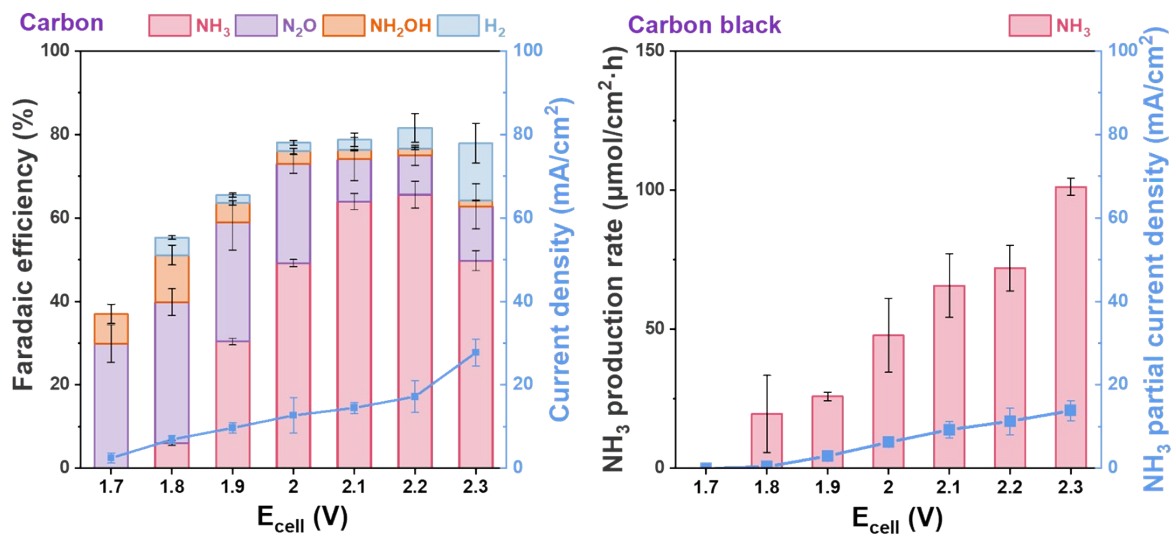 Carbon
NH₃ N₂O NH₂OH H₂
Faradaic efficiency (%)
100
80
60
40
20
0
1.7 1.8 1.9 2 2.1 2.2 2.3
E_cell (V)
100
80
60
40
20
0
Current density (mA/cm²)
Carbon black
NH₃
NH₃ production rate (μmol/cm²·h)
150
100
50
0
1.7 1.8 1.9 2 2.1 2.2 2.3
E_cell (V)
100
80
60
40
20
0
NH₃ partial current density (mA/cm²)